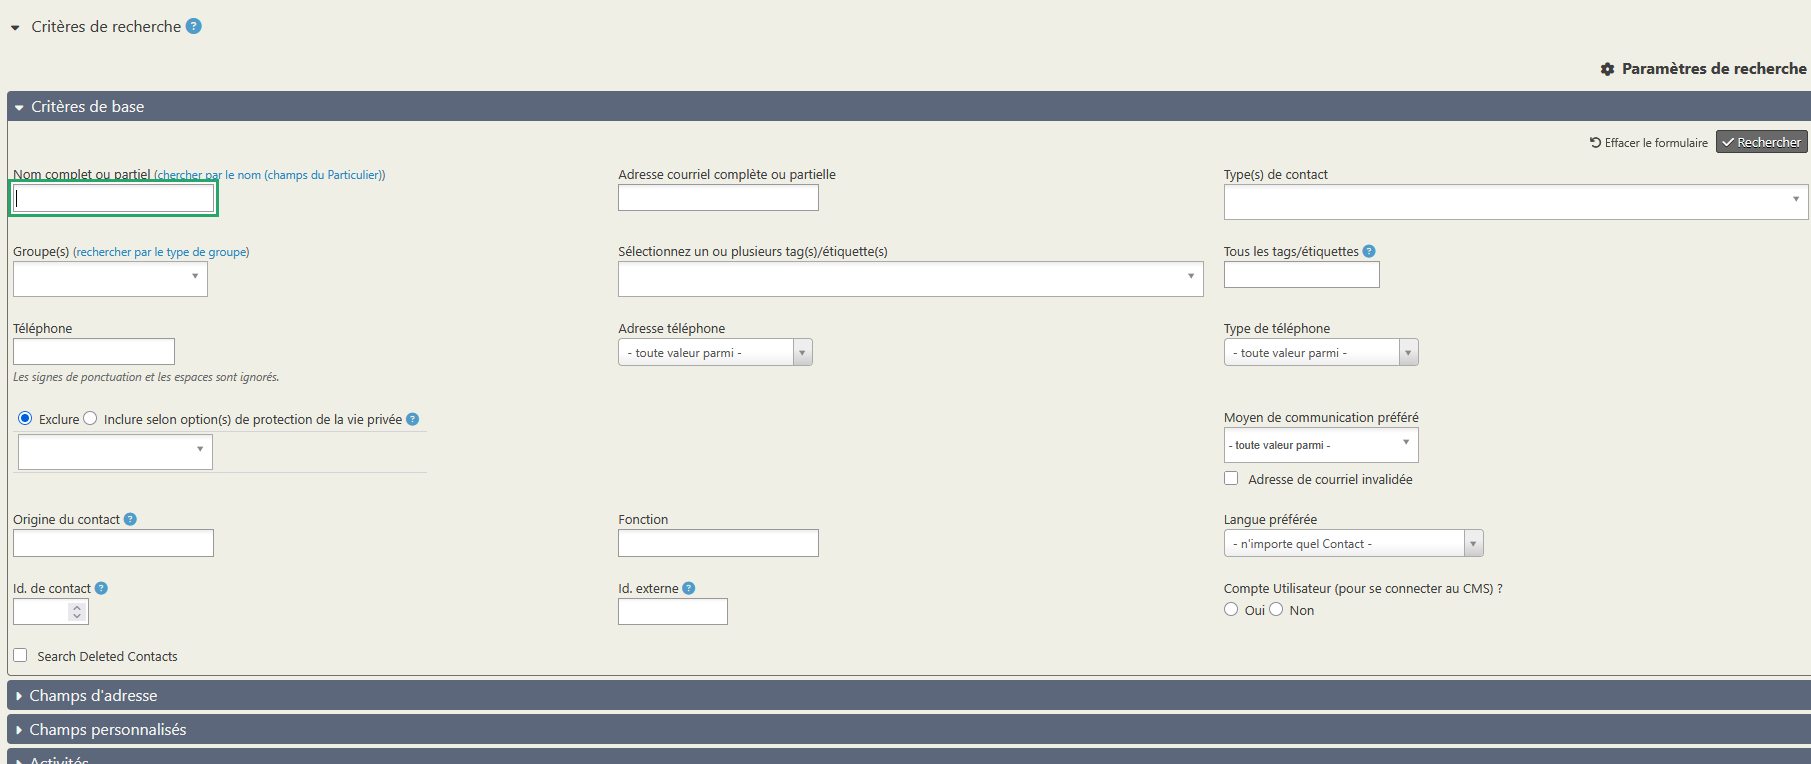 Critères de recherche ?
Paramètres de recherche
Critères de base
Effacer le formulaire Rechercher
Nom complet ou partiel (chercher par le nom (champs du Particulier))
Adresse courriel complète ou partielle
Type(s) de contact
Groupe(s) (rechercher par le type de groupe)
Sélectionnez un ou plusieurs tag(s)/étiquette(s)
Tous les tags/étiquettes ?
Téléphone
Adresse téléphone
Type de téléphone
- toute valeur parmi -
- toute valeur parmi -
Les signes de ponctuation et les espaces sont ignorés.
Exclure Inclure selon option(s) de protection de la vie privée ?
Moyen de communication préféré
- toute valeur parmi -
Adresse de courriel invalidée
Origine du contact ?
Fonction
Langue préférée
- n'importe quel Contact -
Id. de contact ?
Id. externe ?
Compte Utilisateur (pour se connecter au CMS) ?
Oui Non
Search Deleted Contacts
Champs d'adresse
Champs personnalisés
Activités